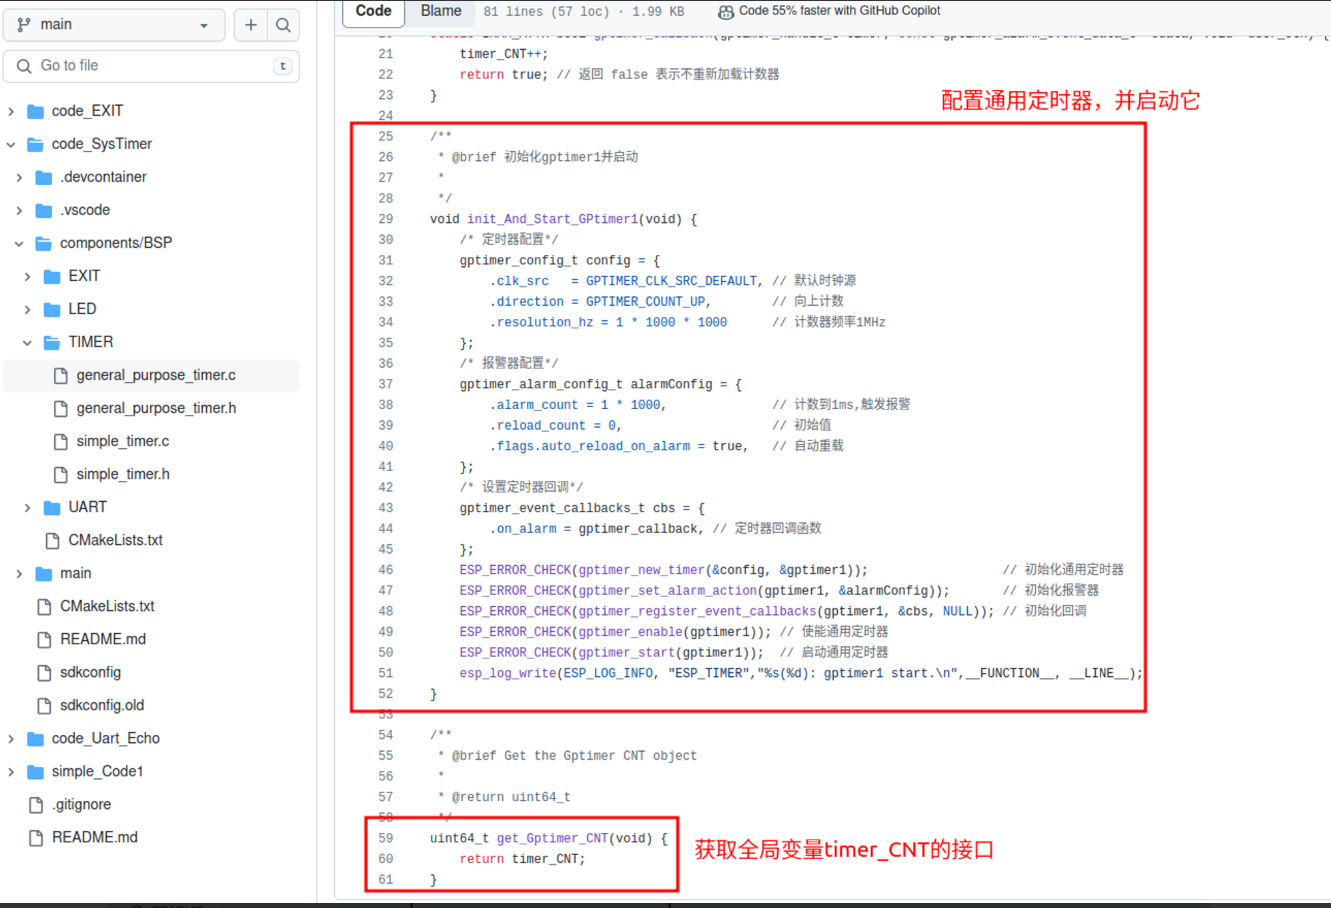 main
Go to file
t
code_EXIT
code_SysTimer
.devcontainer
.vscode
components/BSP
EXIT
LED
TIMER
general_purpose_timer.c
general_purpose_timer.h
simple_timer.c
simple_timer.h
UART
CMakeLists.txt
main
CMakeLists.txt
README.md
sdkconfig
sdkconfig.old
code_Uart_Echo
simple_Code1
.gitignore
README.md
Code Blame 81 lines (57 loc) · 1.99 KB Code 55% faster with GitHub Copilot
21 timer_CNT++;
22 return true; // 返回 false 表示不重新加载计数器
23 }
配置通用定时器，并启动它
24
25 /**
26 * @brief 初始化gptimer1并启动
27 *
28 */
29 void init_And_Start_GPtimer1(void) {
30 /* 定时器配置*/
31 gptimer_config_t config = {
32 .clk_src = GPTIMER_CLK_SRC_DEFAULT, // 默认时钟源
33 .direction = GPTIMER_COUNT_UP, // 向上计数
34 .resolution_hz = 1 * 1000 * 1000 // 计数器频率1MHz
35 };
36 /* 报警器配置*/
37 gptimer_alarm_config_t alarmConfig = {
38 .alarm_count = 1 * 1000, // 计数到1ms,触发报警
39 .reload_count = 0, // 初始值
40 .flags.auto_reload_on_alarm = true, // 自动重载
41 };
42 /* 设置定时器回调*/
43 gptimer_event_callbacks_t cbs = {
44 .on_alarm = gptimer_callback, // 定时器回调函数
45 };
46 ESP_ERROR_CHECK(gptimer_new_timer(&config, &gptimer1)); // 初始化通用定时器
47 ESP_ERROR_CHECK(gptimer_set_alarm_action(gptimer1, &alarmConfig)); // 初始化报警器
48 ESP_ERROR_CHECK(gptimer_register_event_callbacks(gptimer1, &cbs, NULL)); // 初始化回调
49 ESP_ERROR_CHECK(gptimer_enable(gptimer1)); // 使能通用定时器
50 ESP_ERROR_CHECK(gptimer_start(gptimer1)); // 启动通用定时器
51 esp_log_write(ESP_LOG_INFO, "ESP_TIMER","%s(%d): gptimer1 start.\n",__FUNCTION__, __LINE__);
52 }
53
54 /**
55 * @brief Get the Gptimer CNT object
56 *
57 * @return uint64_t
58 */
59 uint64_t get_Gptimer_CNT(void) {
60 return timer_CNT;
61 }
获取全局变量timer_CNT的接口